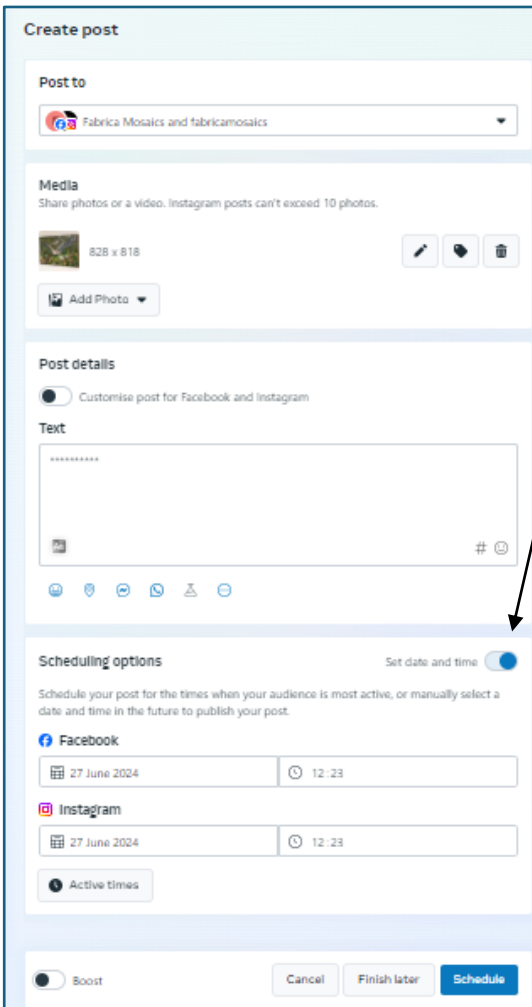 Create post
Post to
Fabrica Mosaics and fabricamosaics
Media
Share photos or a video. Instagram posts can't exceed 10 photos.
828 x 818
Add Photo
Post details
Customise post for Facebook and Instagram
Text
**********
#
Scheduling options
Set date and time
Schedule your post for the times when your audience is most active, or manually select a
date and time in the future to publish your post.
Facebook
27 June 2024
12:23
Instagram
27 June 2024
12:23
Active times
Boost
Cancel
Finish later
Schedule